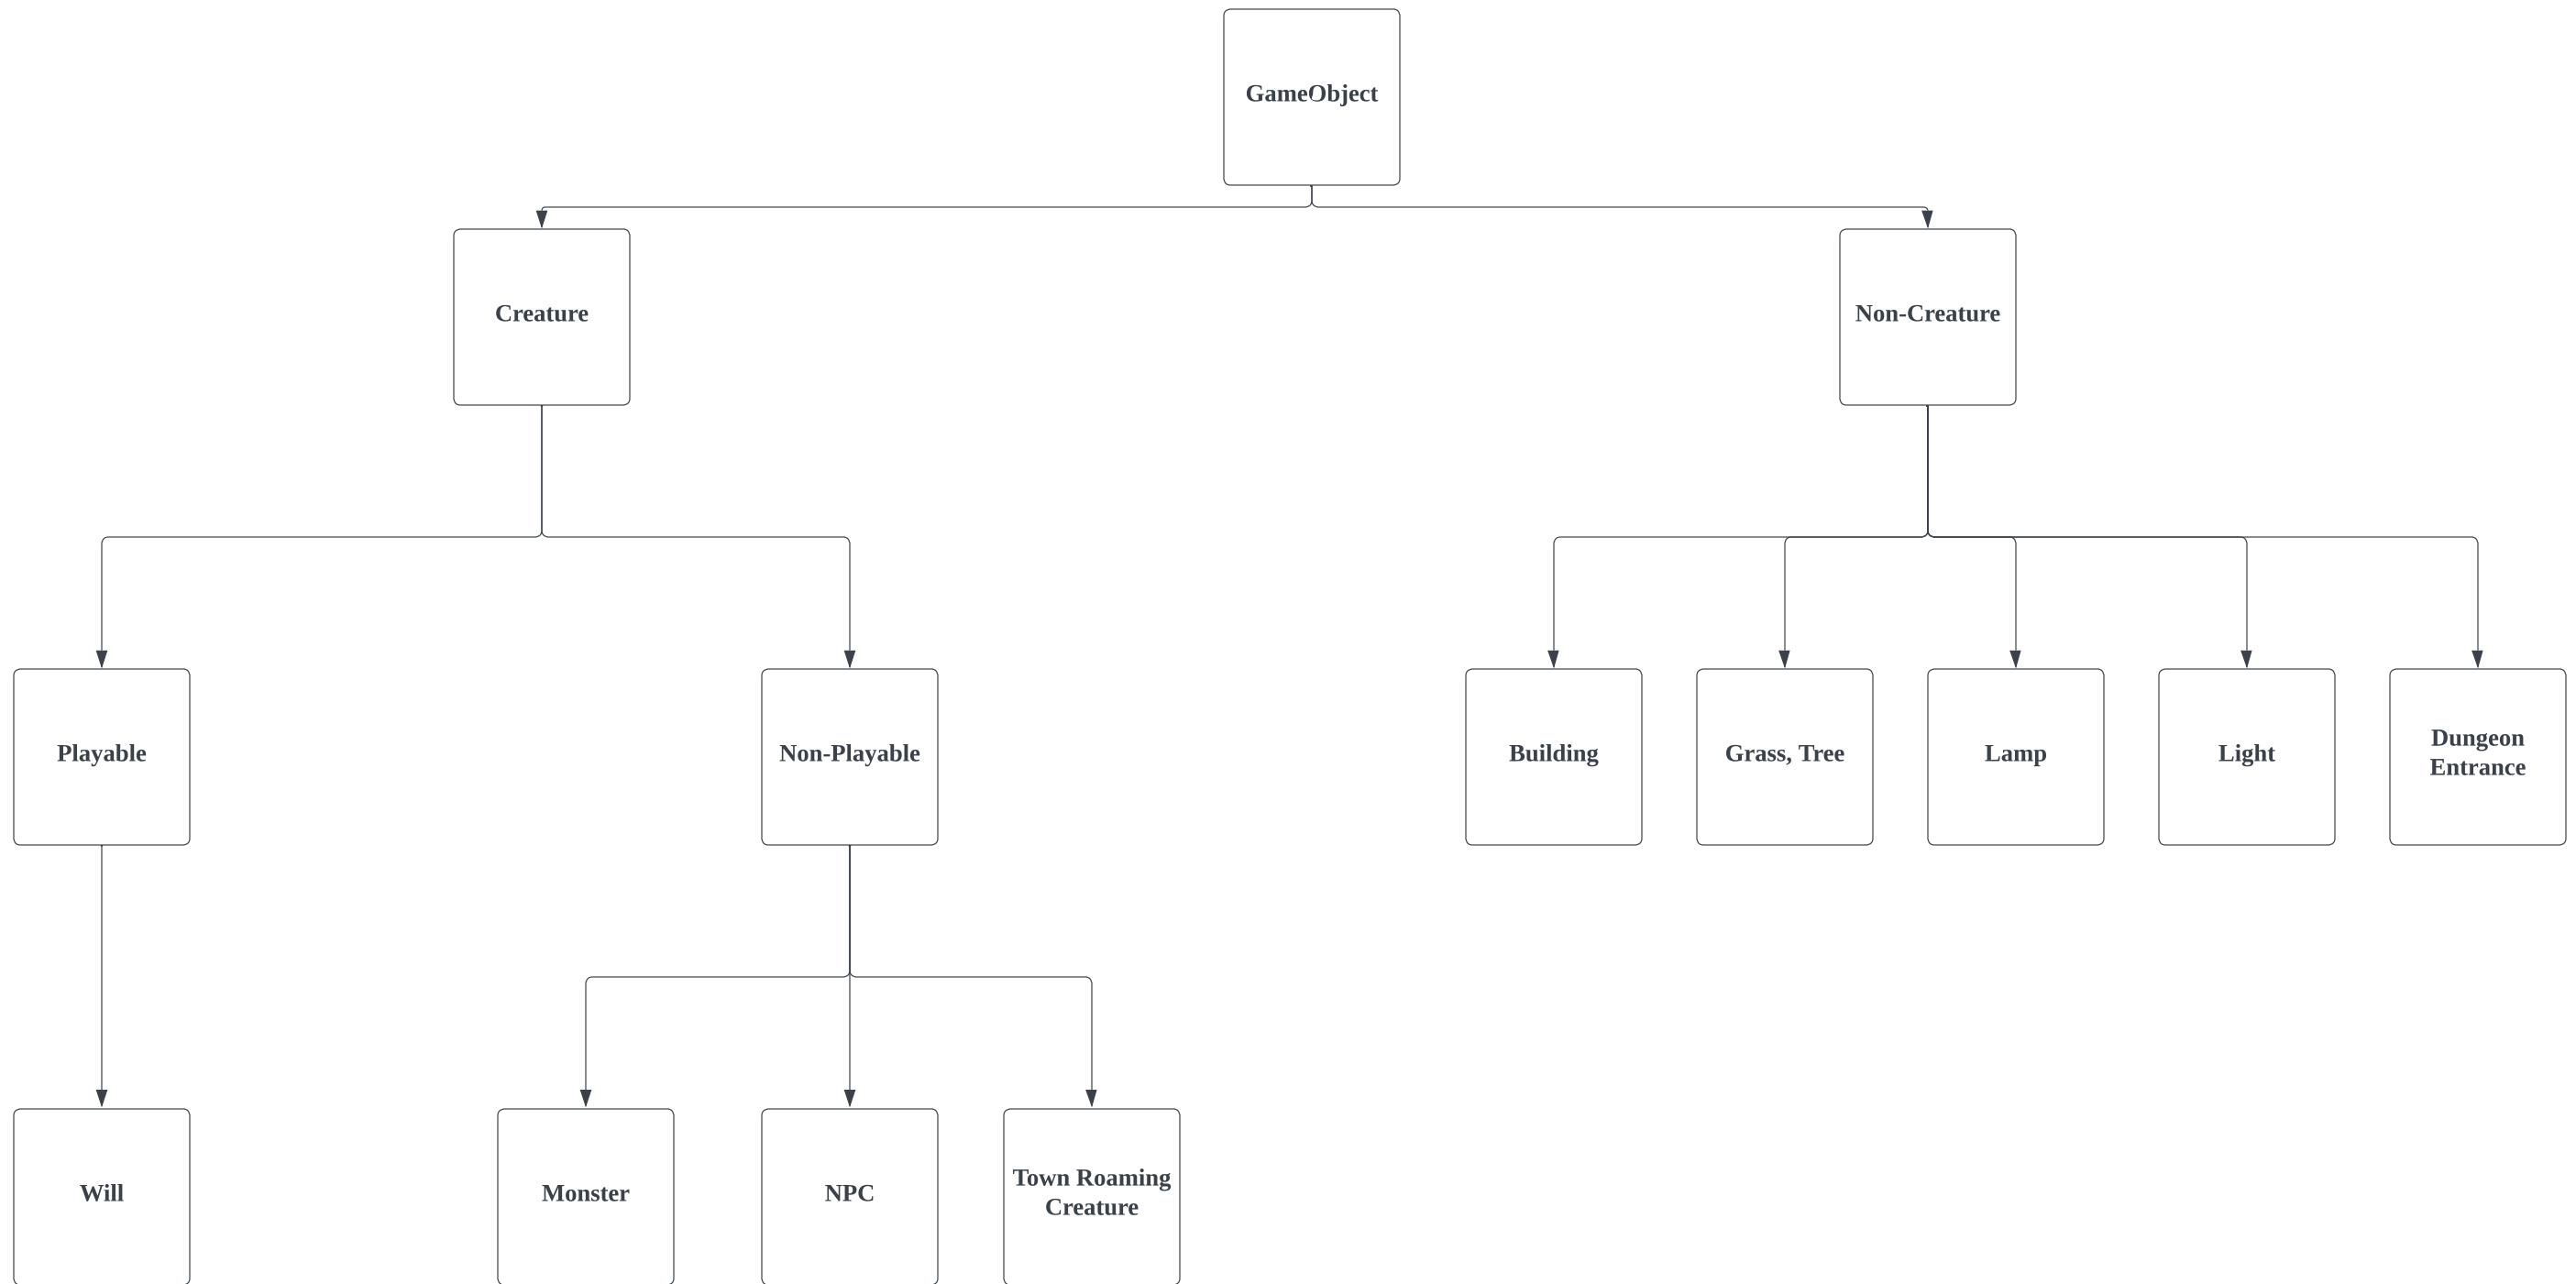 GameObject
Creature
Non-Creature
Playable
Non-Playable
Building
Grass, Tree
Lamp
Light
Dungeon
Entrance
Will
Monster
NPC
Town Roaming
Creature